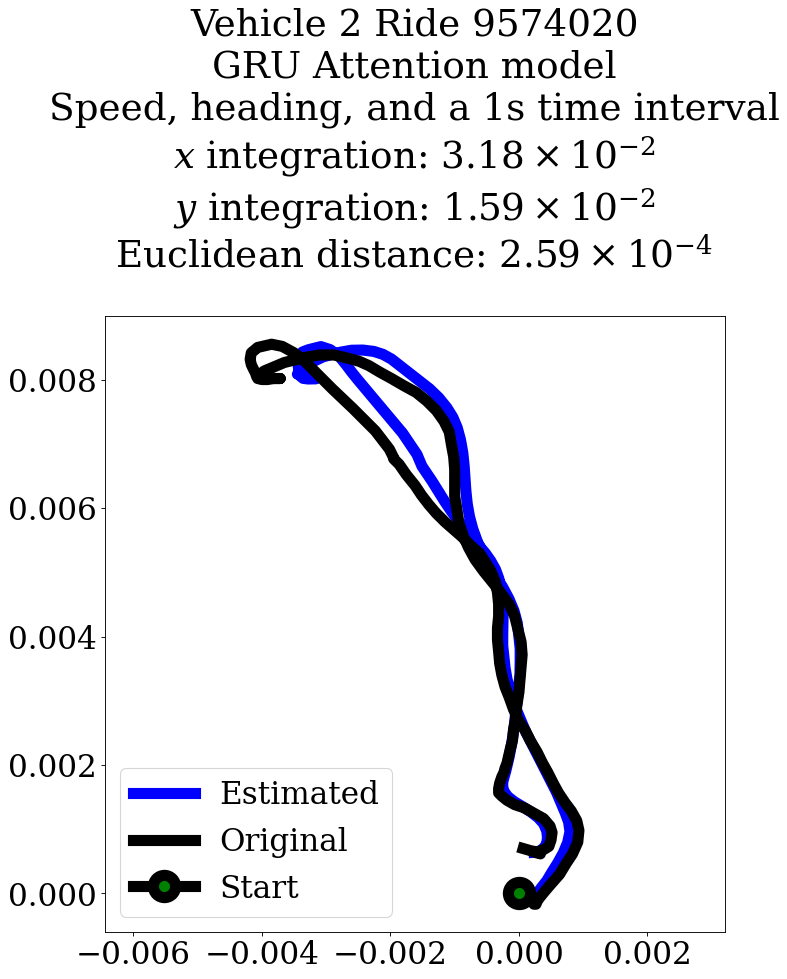 Vehicle 2 Ride 9574020
GRU Attention model
Speed, heading, and a 1s time interval
x integration: 3.18 × 10⁻²
y integration: 1.59 × 10⁻²
Euclidean distance: 2.59 × 10⁻⁴
0.008
0.006
0.004
0.002
0.000
Estimated
Original
Start
−0.006 −0.004 −0.002 0.000 0.002